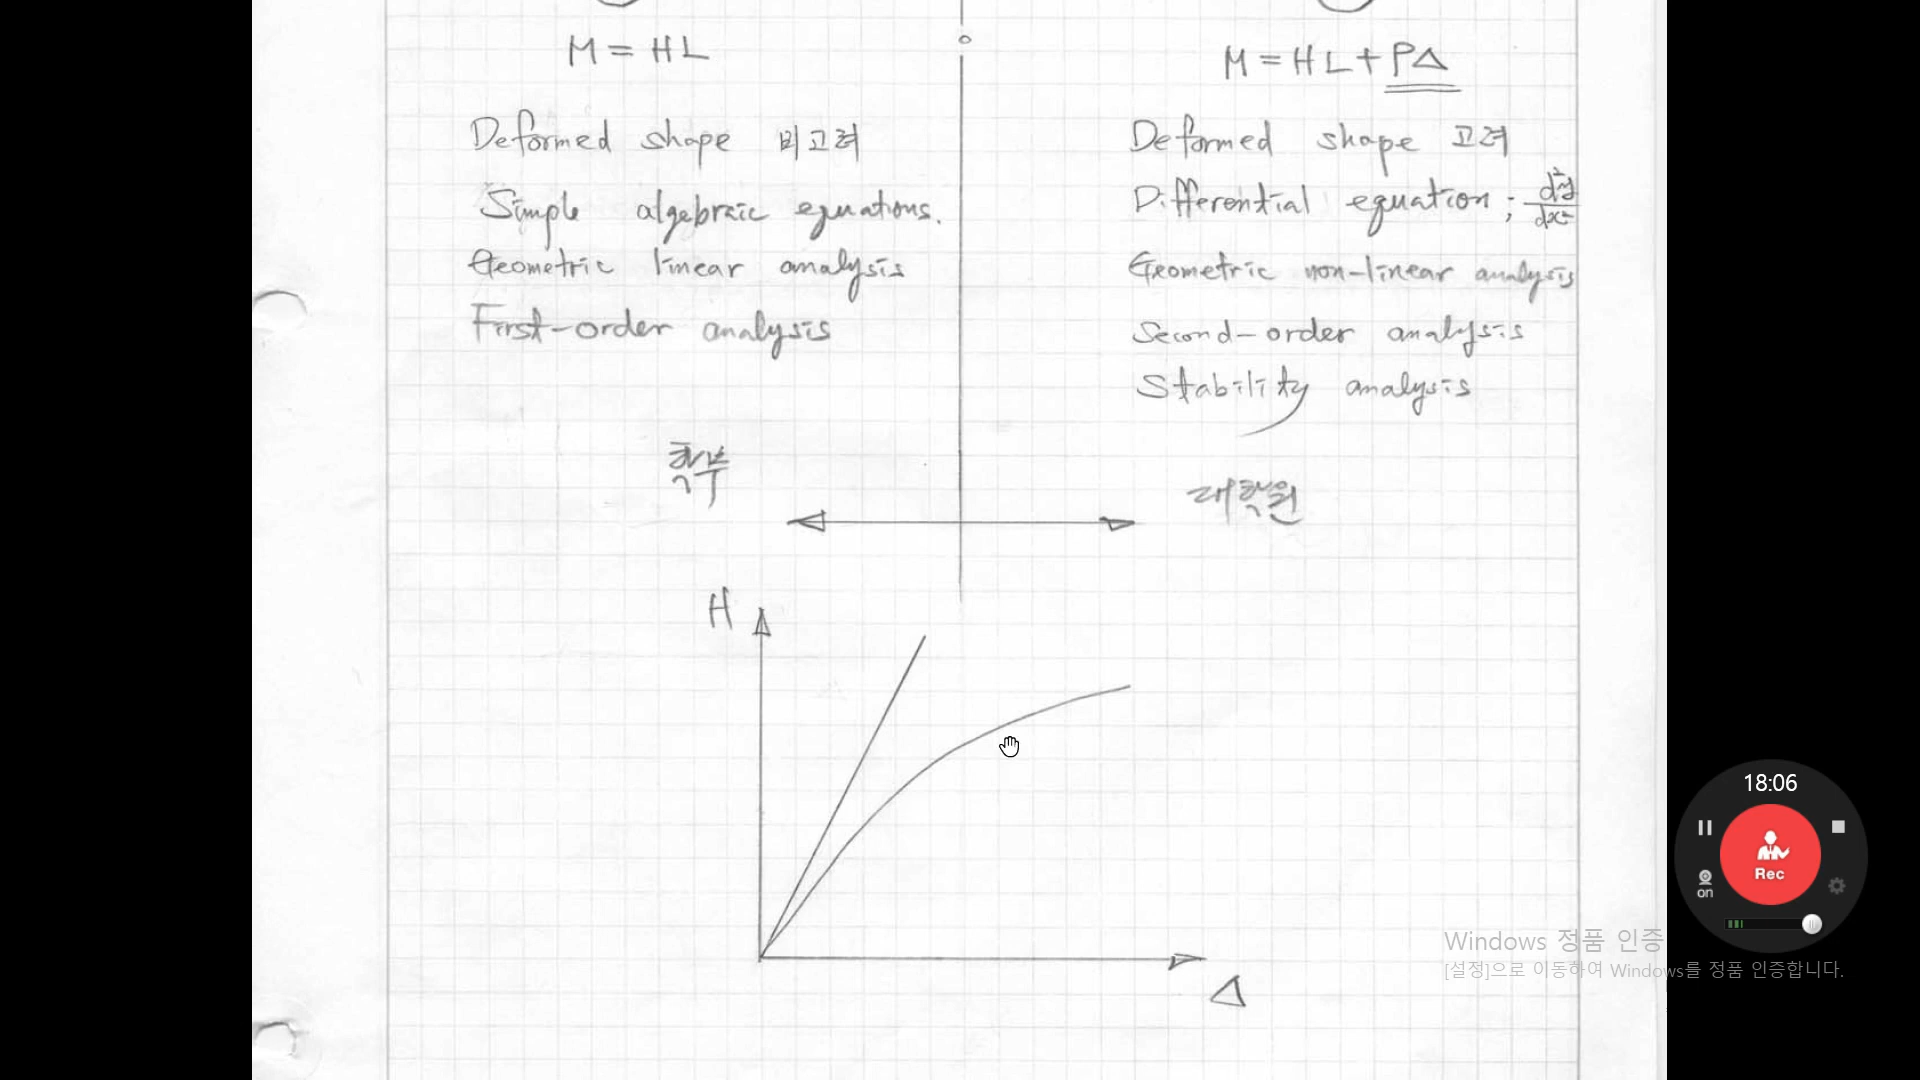 M = HL
Deformed shape 비고려
Simple algebraic equations.
Geometric linear analysis
First-order analysis
학부
M = HL + PΔ
Deformed shape 고려
Differential equation ; d²y/dx²
Geometric non-linear analysis
Second-order analysis
Stability analysis
대학원
H
Δ
18:06
Rec
on
Windows 정품 인증
[설정]으로 이동하여 Windows를 정품 인증합니다.